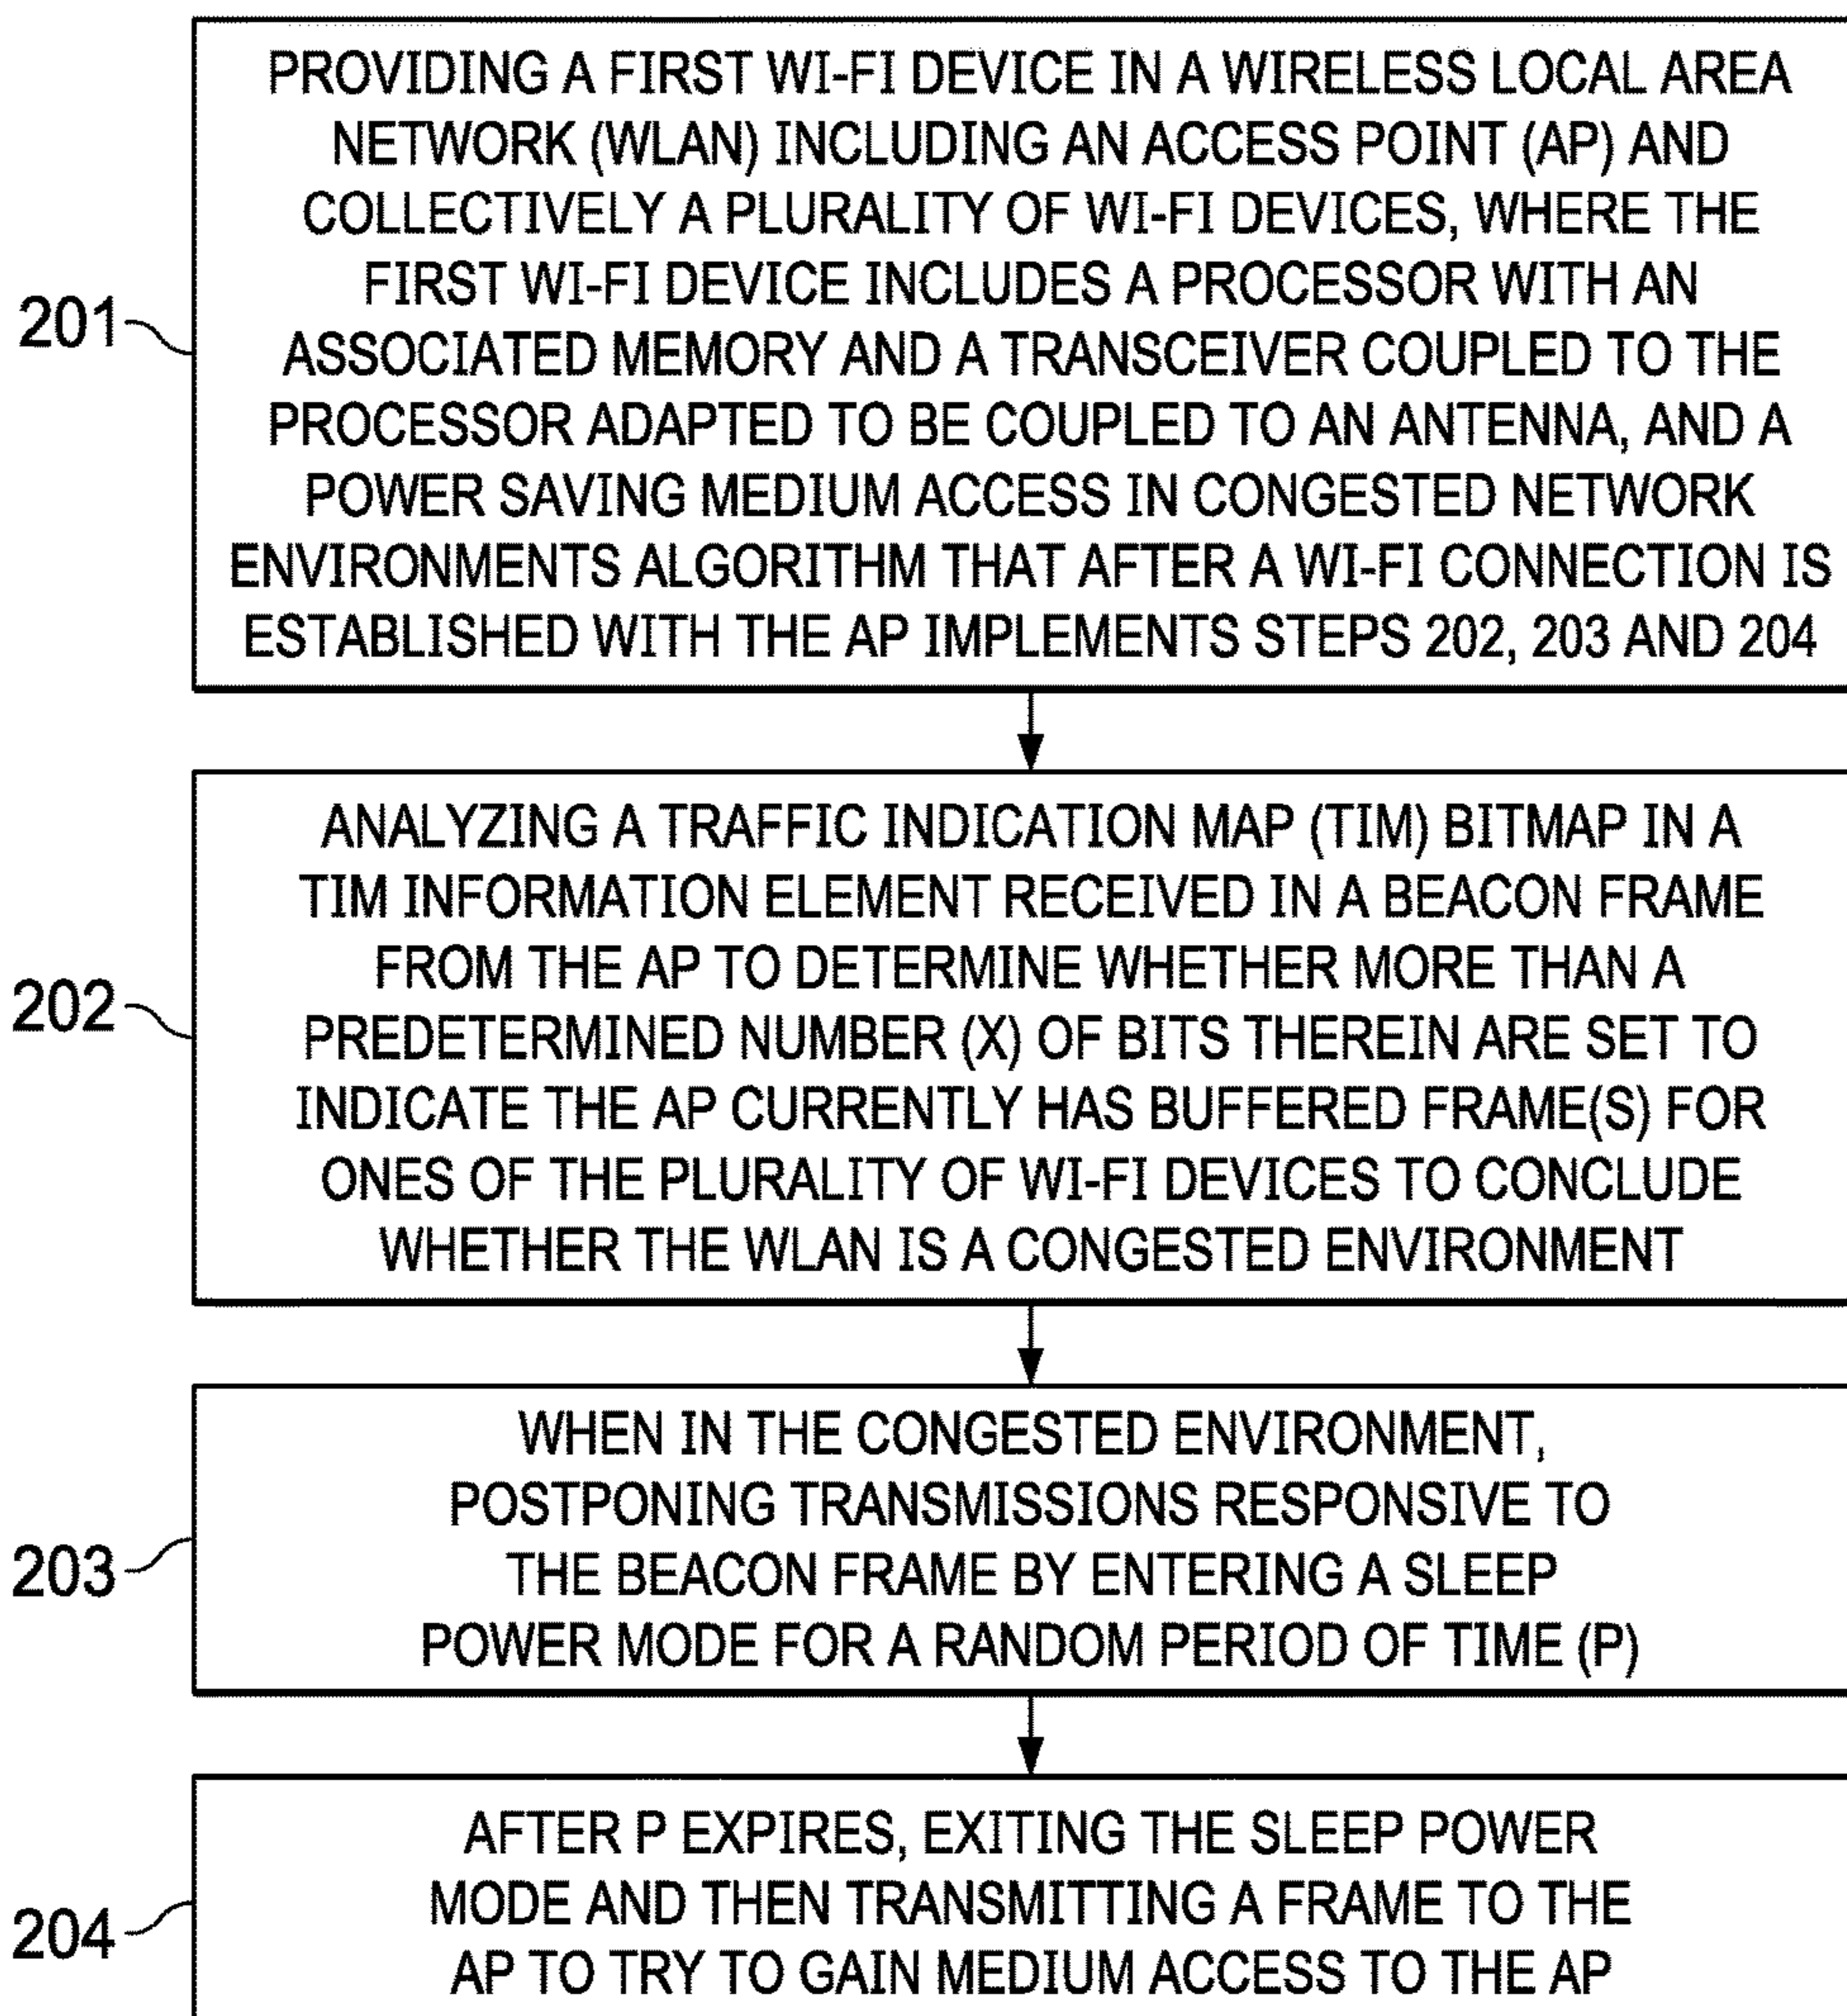 PROVIDING A FIRST WI-FI DEVICE IN A WIRELESS LOCAL AREA
NETWORK (WLAN) INCLUDING AN ACCESS POINT (AP) AND
COLLECTIVELY A PLURALITY OF WI-FI DEVICES, WHERE THE
FIRST WI-FI DEVICE INCLUDES A PROCESSOR WITH AN
201
ASSOCIATED MEMORY AND A TRANSCEIVER COUPLED TO THE
PROCESSOR ADAPTED TO BE COUPLED TO AN ANTENNA, AND A
POWER SAVING MEDIUM ACCESS IN CONGESTED NETWORK
ENVIRONMENTS ALGORITHM THAT AFTER A WI-FI CONNECTION IS
ESTABLISHED WITH THE AP IMPLEMENTS STEPS 202, 203 AND 204
ANALYZING A TRAFFIC INDICATION MAP (TIM) BITMAP IN A
TIM INFORMATION ELEMENT RECEIVED IN A BEACON FRAME
FROM THE AP TO DETERMINE WHETHER MORE THAN A
202
PREDETERMINED NUMBER (X) OF BITS THEREIN ARE SET TO
INDICATE THE AP CURRENTLY HAS BUFFERED FRAME(S) FOR
ONES OF THE PLURALITY OF WI-FI DEVICES TO CONCLUDE
WHETHER THE WLAN IS A CONGESTED ENVIRONMENT
WHEN IN THE CONGESTED ENVIRONMENT,
POSTPONING TRANSMISSIONS RESPONSIVE TO
203
THE BEACON FRAME BY ENTERING A SLEEP
POWER MODE FOR A RANDOM PERIOD OF TIME (P)
AFTER P EXPIRES, EXITING THE SLEEP POWER
MODE AND THEN TRANSMITTING A FRAME TO THE
204
AP TO TRY TO GAIN MEDIUM ACCESS TO THE AP